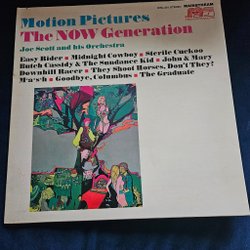 MAINSTREAM
Motion Pictures
The NOW Generation
Joe Scott and his Orchestra
Easy Rider ■ Midnight Cowboy ■ Sterile Cuckoo
Butch Cassidy & The Sundance Kid ■ John & Mary
Downhill Racer ■ They Shoot Horses, Don't They?
M·a·s·h ■ Goodbye, Columbus ■ The Graduate